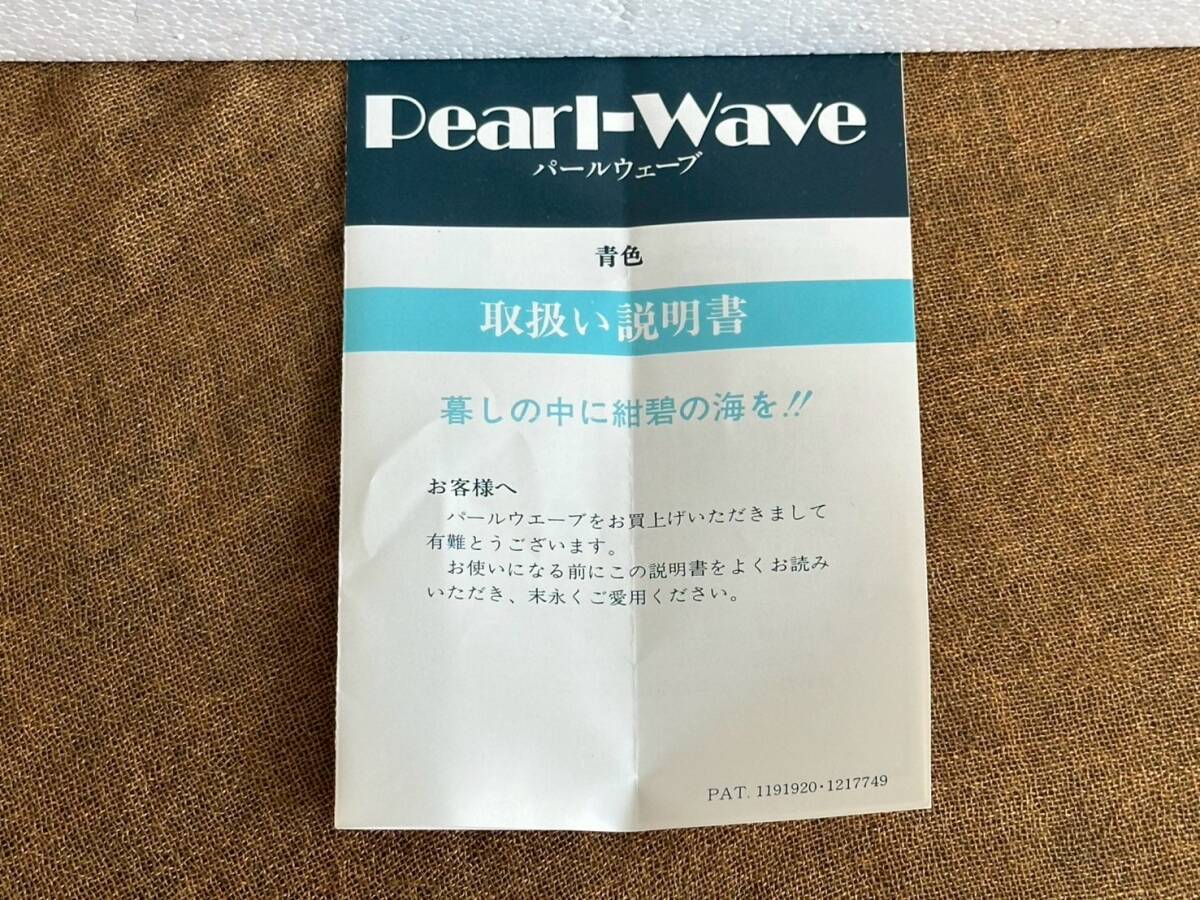 Pearl-Wave
パールウェーブ
青色
取扱い説明書
暮しの中に紺碧の海を!!
お客様へ
パールウエーブをお買上げいただきまして
有難とうございます。
お使いになる前にこの説明書をよくお読み
いただき、末永くご愛用ください。
PAT. 1191920・1217749